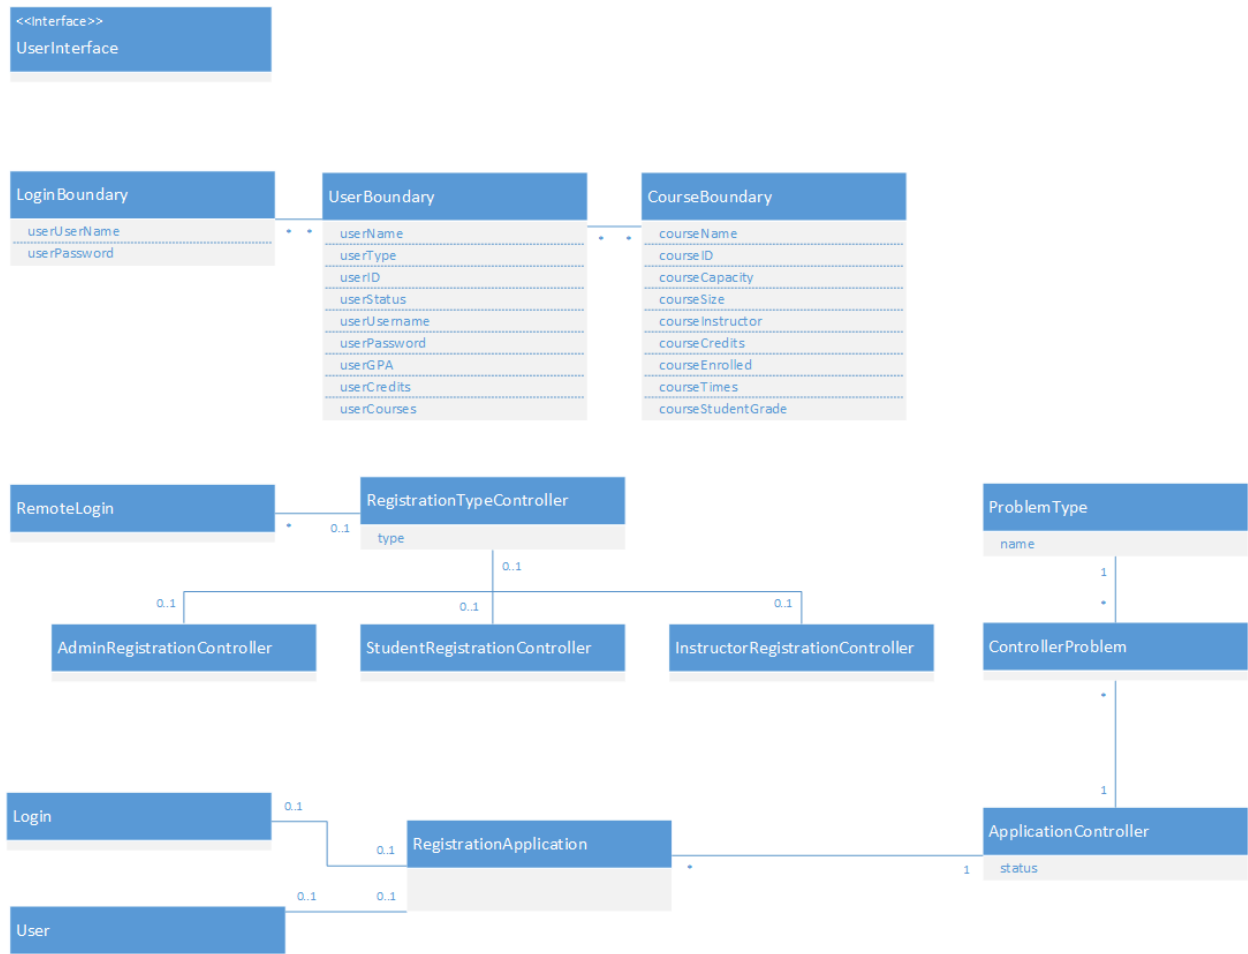 <<Interface>>
UserInterface
LoginBoundary
userUserName
userPassword
* *
UserBoundary
userName
userType
userID
userStatus
userUsername
userPassword
userGPA
userCredits
userCourses
* *
CourseBoundary
courseName
courseID
courseCapacity
courseSize
courseInstructor
courseCredits
courseEnrolled
courseTimes
courseStudentGrade
RemoteLogin
* 0..1
RegistrationTypeController
type
0..1
0..1 0..1 0..1
AdminRegistrationController
StudentRegistrationController
InstructorRegistrationController
ProblemType
name
1
*
ControllerProblem
*
1
ApplicationController
status
Login
0..1
0..1
RegistrationApplication
* 1
0..1 0..1
User